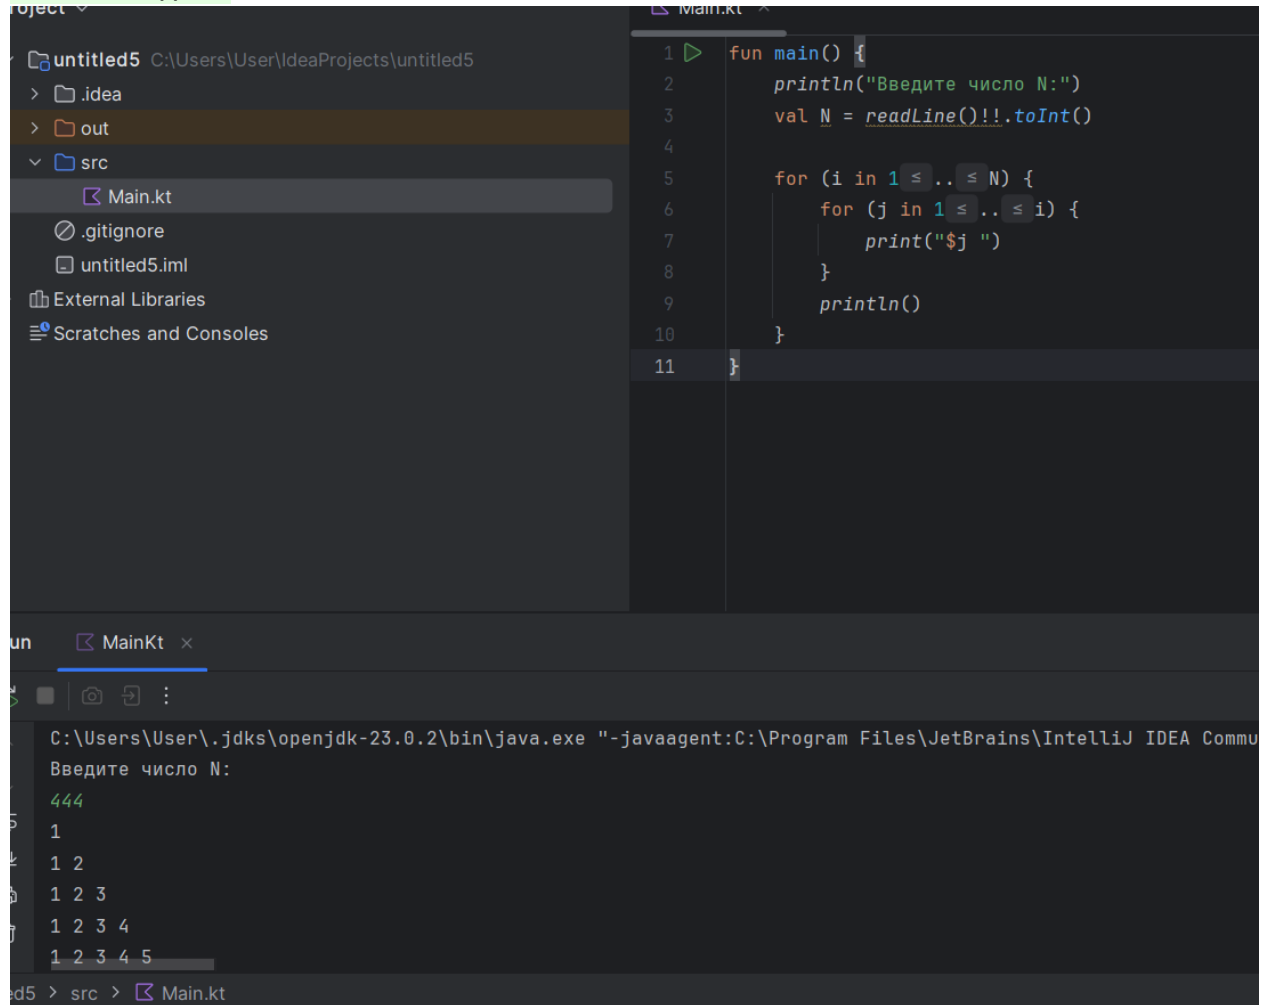 Main.kt ×
untitled5 C:\Users\User\IdeaProjects\untitled5
.idea
out
src
Main.kt
.gitignore
untitled5.iml
External Libraries
Scratches and Consoles
1 fun main() {
2 println("Введите число N:")
3 val N = readLine()!!.toInt()
4
5 for (i in 1 ≤ .. ≤ N) {
6 for (j in 1 ≤ .. ≤ i) {
7 print("$j ")
8 }
9 println()
10 }
11 }
MainKt ×
C:\Users\User\.jdks\openjdk-23.0.2\bin\java.exe "-javaagent:C:\Program Files\JetBrains\IntelliJ IDEA Commu
Введите число N:
444
1
1 2
1 2 3
1 2 3 4
1 2 3 4 5
ed5 > src > Main.kt